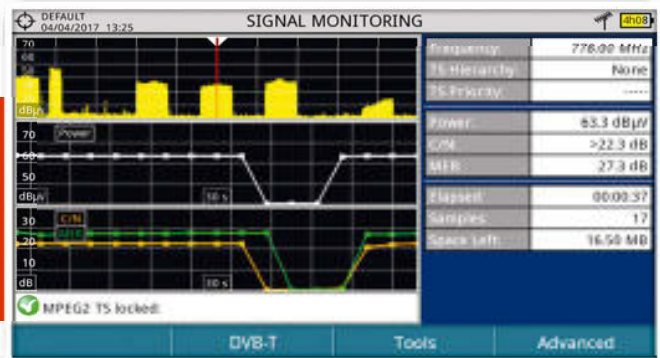 DEFAULT
04/04/2017 13:25
SIGNAL MONITORING
4h08
70
60
dBµV
Frequency: 778.00 MHz
TS Hierarchy: None
TS Priority: -----
70
Power
60
50
dBµV
10 s
Power: 63.3 dBµV
C/N: >22.3 dB
MER: 27.3 dB
30
C/N
MER
20
10
dB
10 s
Elapsed: 00:00:37
Samples: 17
Space Left: 16.50 MB
MPEG2 TS locked:
DVB-T
Tools
Advanced